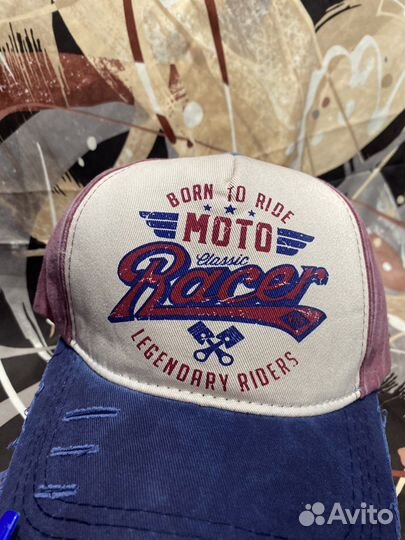 BORN TO RIDE
MOTO
Classic
Racer
LEGENDARY RIDERS
Avito